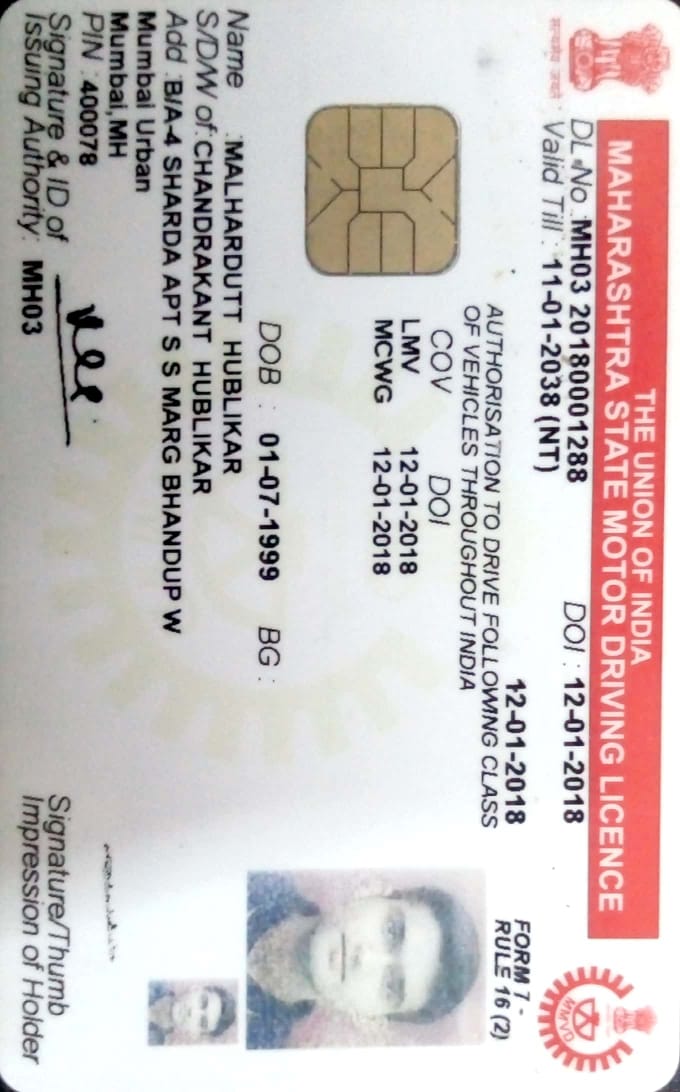 THE UNION OF INDIA
MAHARASHTRA STATE MOTOR DRIVING LICENCE
DL No MH03 20180001288 DOI : 12-01-2018
Valid Till : 11-01-2038 (NT)
12-01-2018
FORM 7 -
RULE 16 (2)
AUTHORISATION TO DRIVE FOLLOWING CLASS
OF VEHICLES THROUGHOUT INDIA
COV DOI
LMV 12-01-2018
MCWG 12-01-2018
DOB : 01-07-1999 BG :
Name :MALHARDUTT HUBLIKAR
S/D/W of:CHANDRAKANT HUBLIKAR
Add :B/A-4 SHARDA APT S S MARG BHANDUP W
Mumbai Urban
Mumbai,MH
PIN :400078
Signature & ID of
Issuing Authority: MH03
Signature/Thumb
Impression of Holder